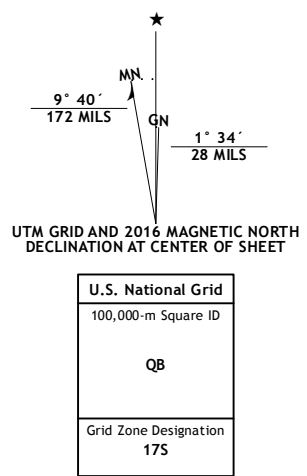 ★
MN
GN
9° 40´
172 MILS
1° 34´
28 MILS
UTM GRID AND 2016 MAGNETIC NORTH
DECLINATION AT CENTER OF SHEET
U.S. National Grid
100,000-m Square ID
QB
Grid Zone Designation
17S